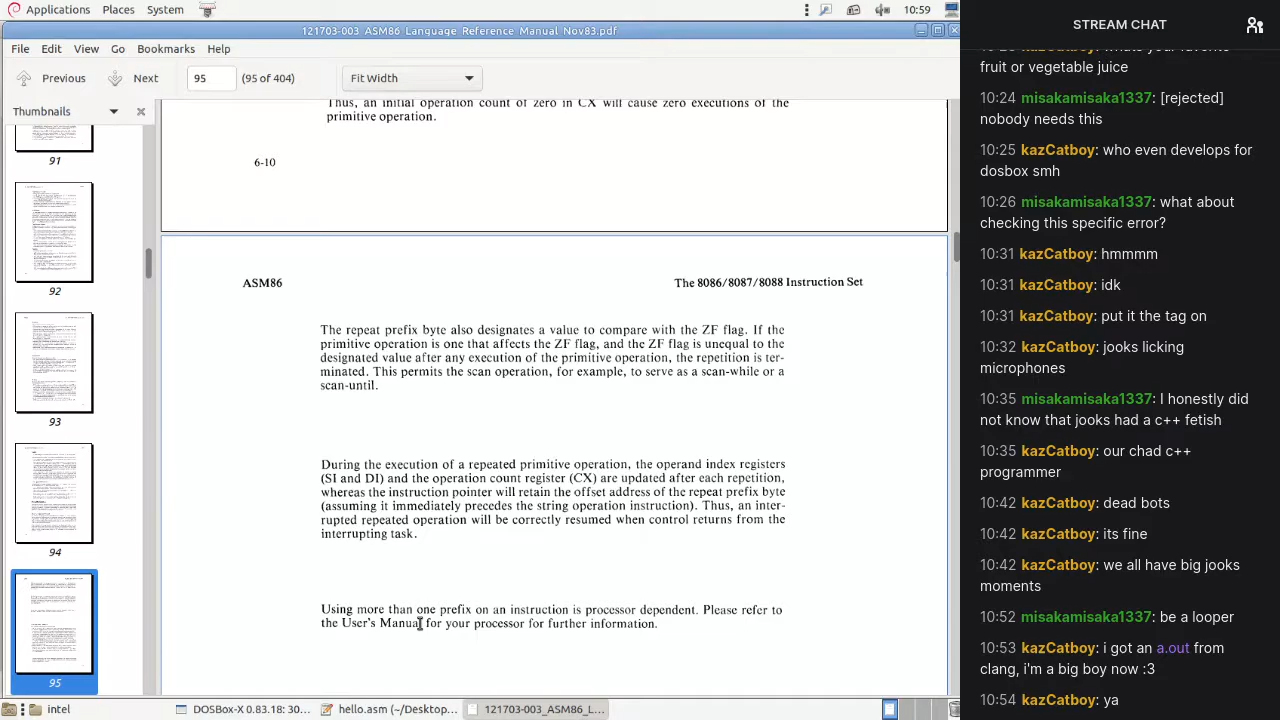 Applications Places System 10:59
121703-003_ASM86_Language_Reference_Manual_Nov83.pdf
File Edit View Go Bookmarks Help
Previous Next 95 (95 of 404) Fit Width
Thumbnails
91
92
93
94
95
Thus, an initial operation count of zero in CX will cause zero executions of the
primitive operation.
6-10
ASM86 The 8086/8087/8088 Instruction Set
The repeat prefix byte also designates a value to compare with the ZF flag. If the
primitive operation is one that affects the ZF flag, and the ZF flag is unequal to the
designated value after any execution of the primitive operation, the repetition is ter-
minated. This permits the scan operation, for example, to serve as a scan-while or a
scan-until.
During the execution of a repeated primitive operation, the operand index registers
(SI and DI) and the operation count register (CX) are updated after each repetition,
whereas the instruction pointer will retain the offset address of the repeat prefix byte
(assuming it immediately precedes the string operation instruction). Thus, an inter-
rupted repeated operation will be correctly resumed when control returns from the
interrupting task.
Using more than one prefix on an instruction is processor dependent. Please refer to
the User's Manual for your processor for further information.
intel DOSBox-X 0.8... (~/Desktop... 121703-003_ASM86_L...
STREAM CHAT
fruit or vegetable juice
10:24 misakamisaka1337: [rejected]
nobody needs this
10:25 kazCatboy: who even develops for
dosbox smh
10:26 misakamisaka1337: what about
checking this specific error?
10:31 kazCatboy: hmmmm
10:31 kazCatboy: idk
10:31 kazCatboy: put it the tag on
10:32 kazCatboy: jooks licking
microphones
10:35 misakamisaka1337: I honestly did
not know that jooks had a c++ fetish
10:35 kazCatboy: our chad c++
programmer
10:42 kazCatboy: dead bots
10:42 kazCatboy: its fine
10:42 kazCatboy: we all have big jooks
moments
10:52 misakamisaka1337: be a looper
10:53 kazCatboy: i got an a.out from
clang, i'm a big boy now :3
10:54 kazCatboy: ya